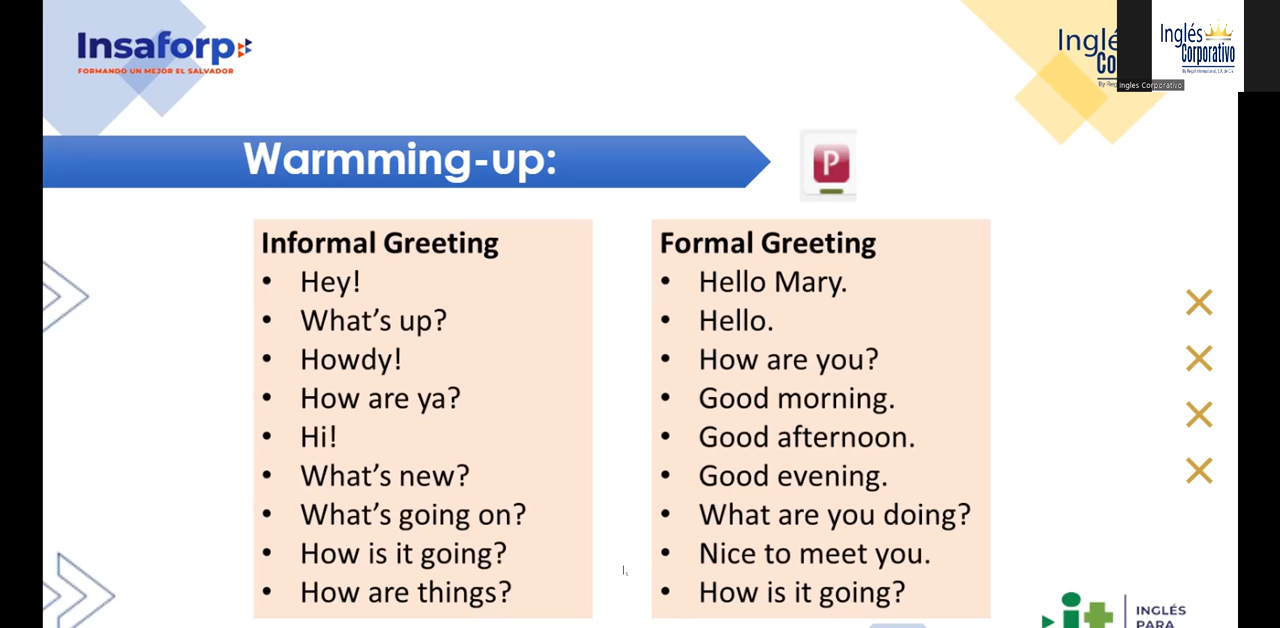 Insaforp
FORMANDO UN MEJOR EL SALVADOR
Inglés
Corporativo
Ingles Corporativo
Warmming-up:
P
Informal Greeting
• Hey!
• What's up?
• Howdy!
• How are ya?
• Hi!
• What's new?
• What's going on?
• How is it going?
• How are things?
Formal Greeting
• Hello Mary.
• Hello.
• How are you?
• Good morning.
• Good afternoon.
• Good evening.
• What are you doing?
• Nice to meet you.
• How is it going?
INGLÉS
PARA